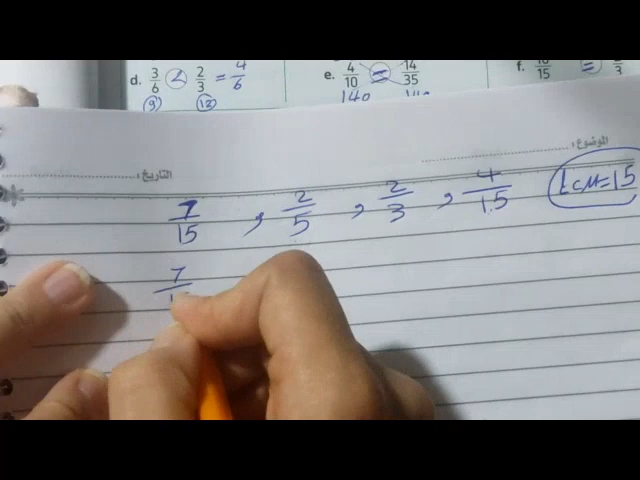 d. 3/6 < 2/3 = 4/6 e. 4/10 = 14/35 f. 10/15 =
9 12 140
الموضوع:
التاريخ:
7/15 , 2/5 , 2/3 , 4/15 LCM=15
7